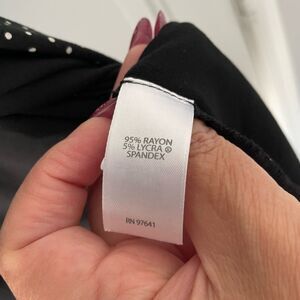 95% RAYON
5% LYCRA ®
SPANDEX
RN 97641